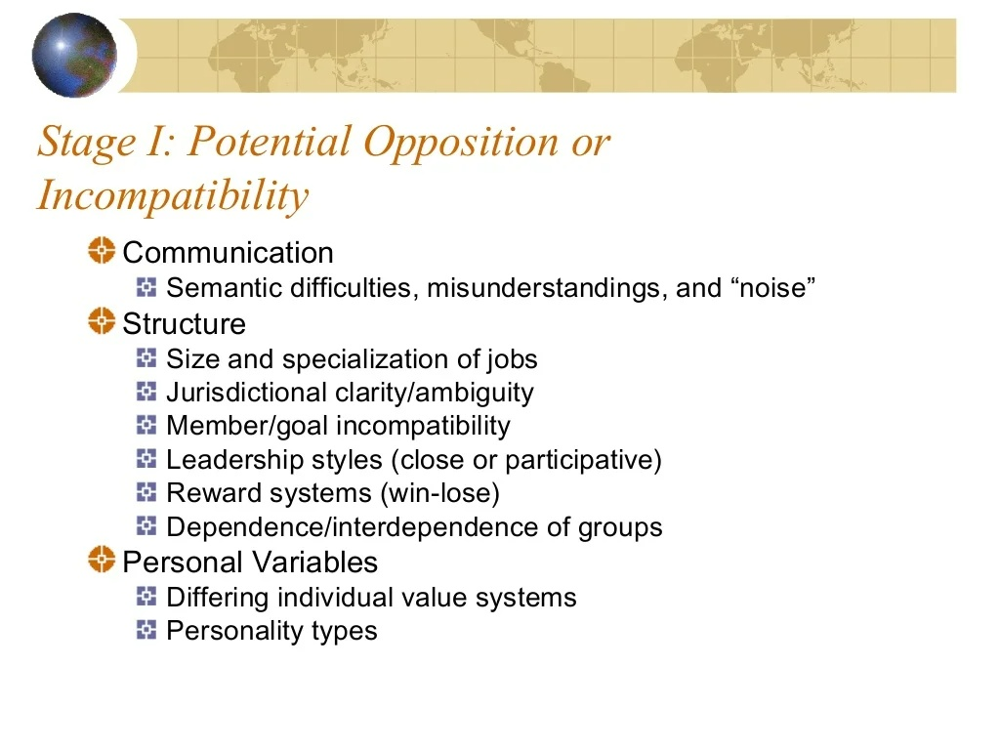 Stage I: Potential Opposition or
Incompatibility
Communication
Semantic difficulties, misunderstandings, and “noise”
Structure
Size and specialization of jobs
Jurisdictional clarity/ambiguity
Member/goal incompatibility
Leadership styles (close or participative)
Reward systems (win-lose)
Dependence/interdependence of groups
Personal Variables
Differing individual value systems
Personality types